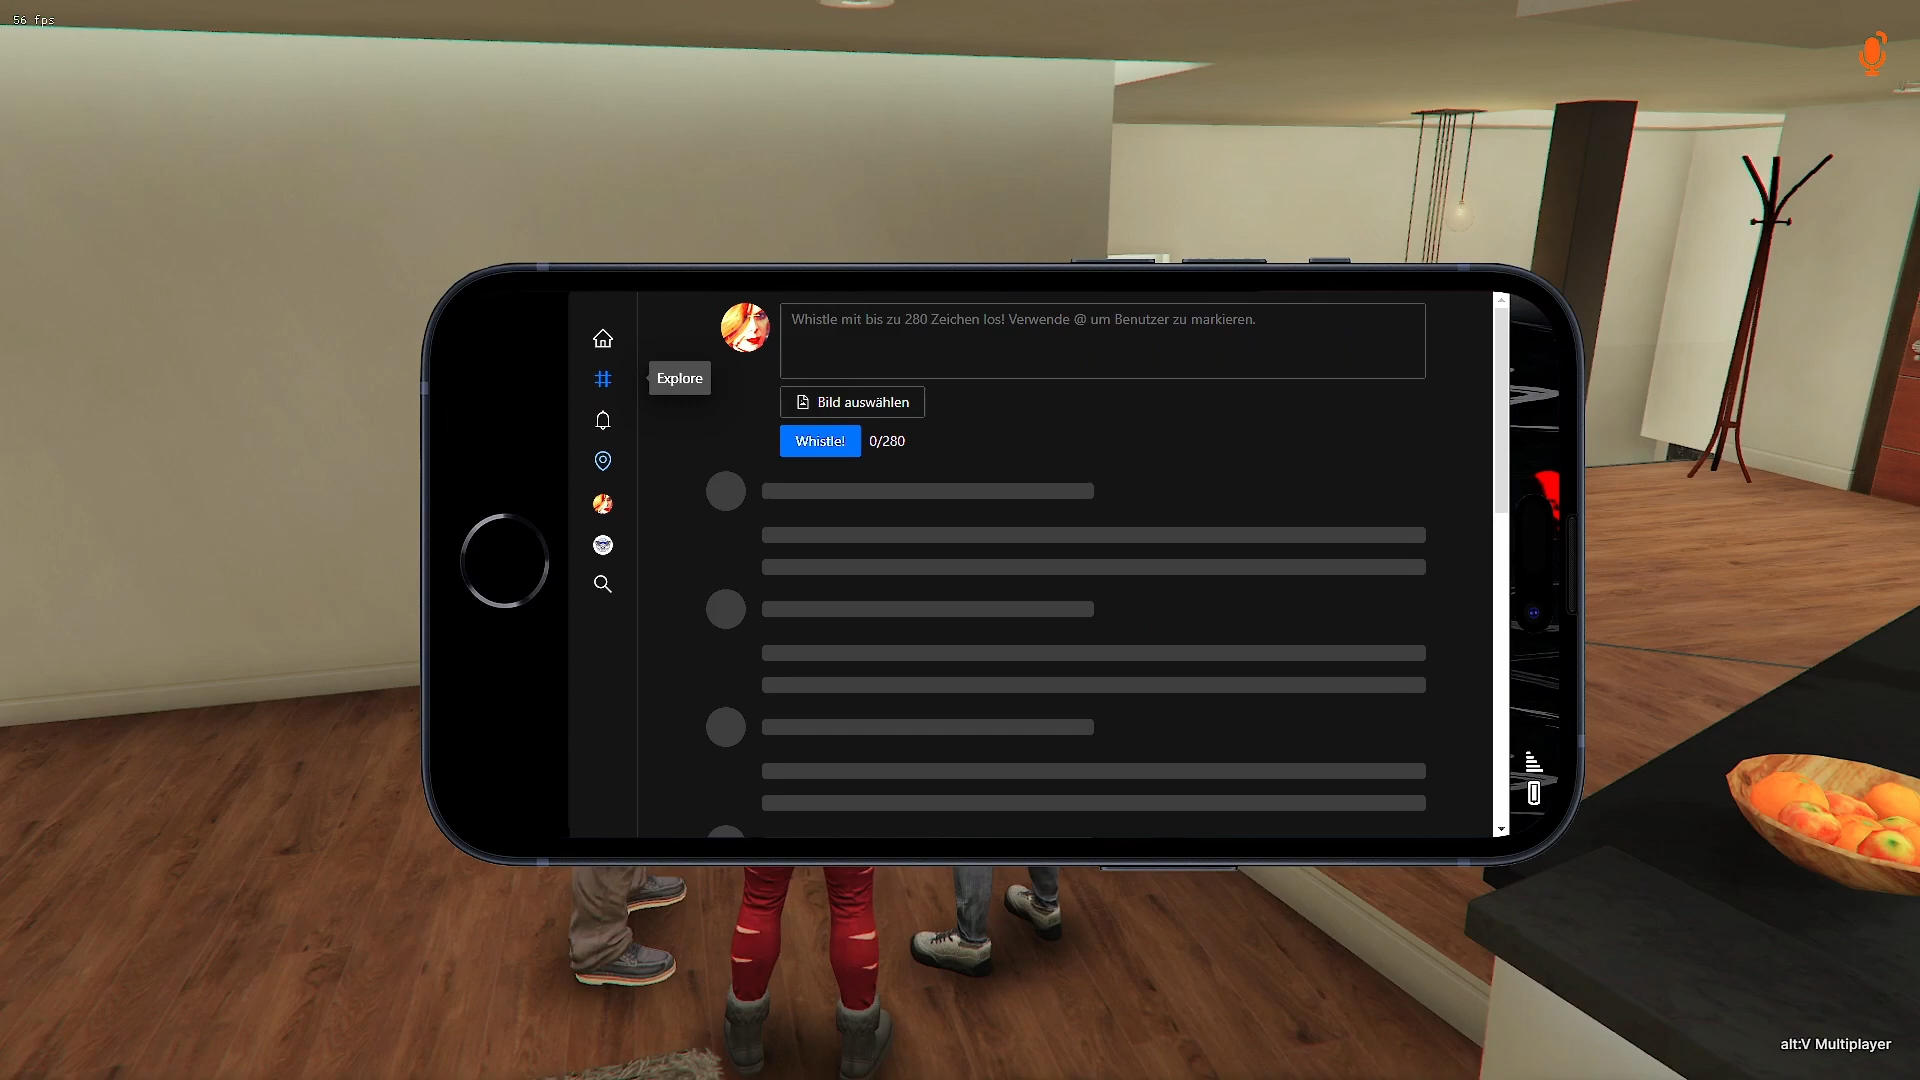 56 fps
Whistle mit bis zu 280 Zeichen los! Verwende @ um Benutzer zu markieren.
Explore
Bild auswählen
Whistle! 0/280
alt:V Multiplayer